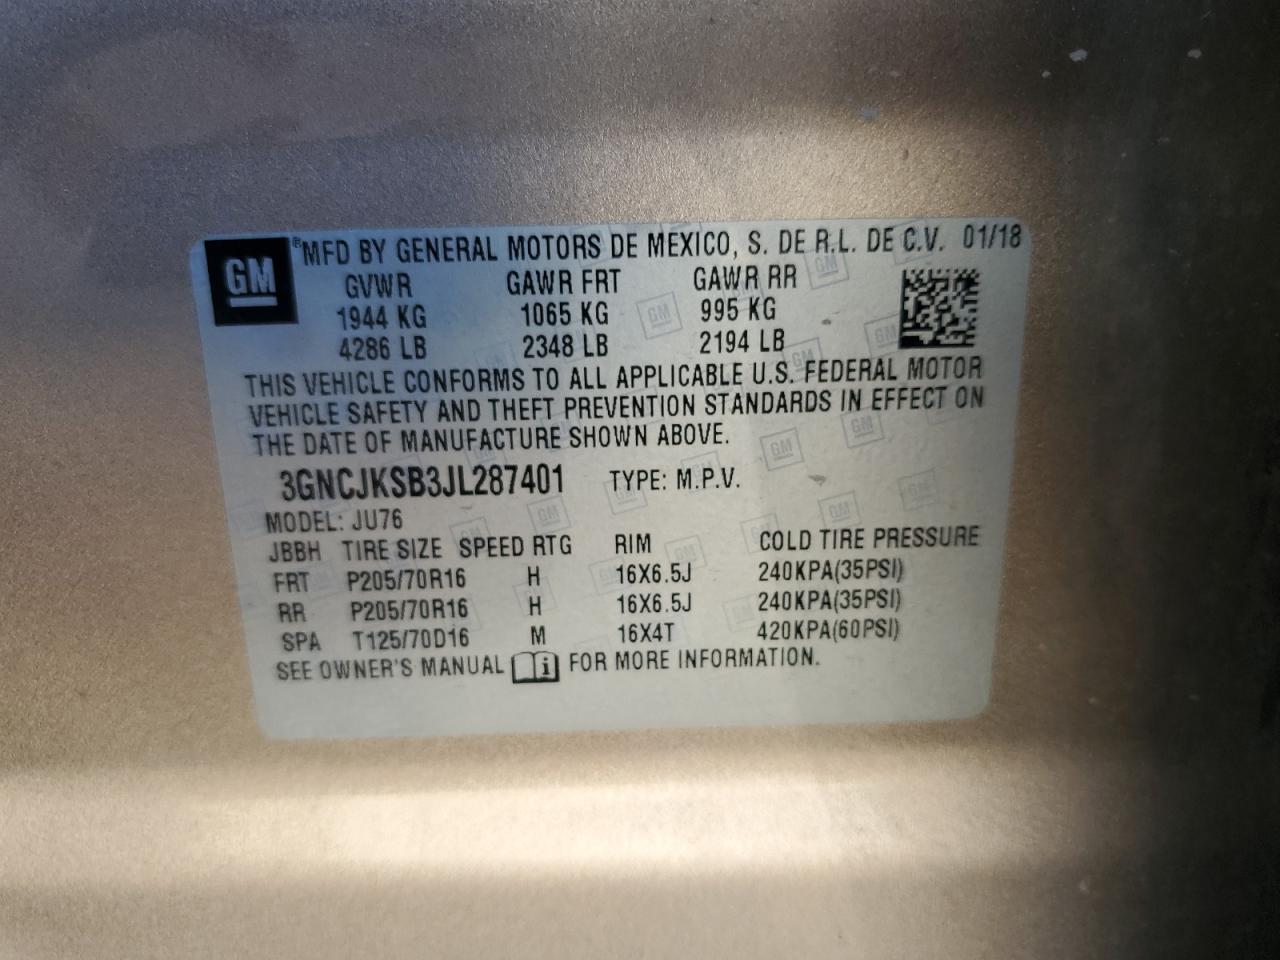 GM ® MFD BY GENERAL MOTORS DE MEXICO, S. DE R.L. DE C.V. 01/18
GVWR GAWR FRT GAWR RR
1944 KG 1065 KG 995 KG
4286 LB 2348 LB 2194 LB
THIS VEHICLE CONFORMS TO ALL APPLICABLE U.S. FEDERAL MOTOR
VEHICLE SAFETY AND THEFT PREVENTION STANDARDS IN EFFECT ON
THE DATE OF MANUFACTURE SHOWN ABOVE.
3GNCJKSB3JL287401 TYPE: M.P.V.
MODEL: JU76
JBBH TIRE SIZE SPEED RTG RIM COLD TIRE PRESSURE
FRT P205/70R16 H 16X6.5J 240KPA(35PSI)
RR P205/70R16 H 16X6.5J 240KPA(35PSI)
SPA T125/70D16 M 16X4T 420KPA(60PSI)
SEE OWNER'S MANUAL i FOR MORE INFORMATION.